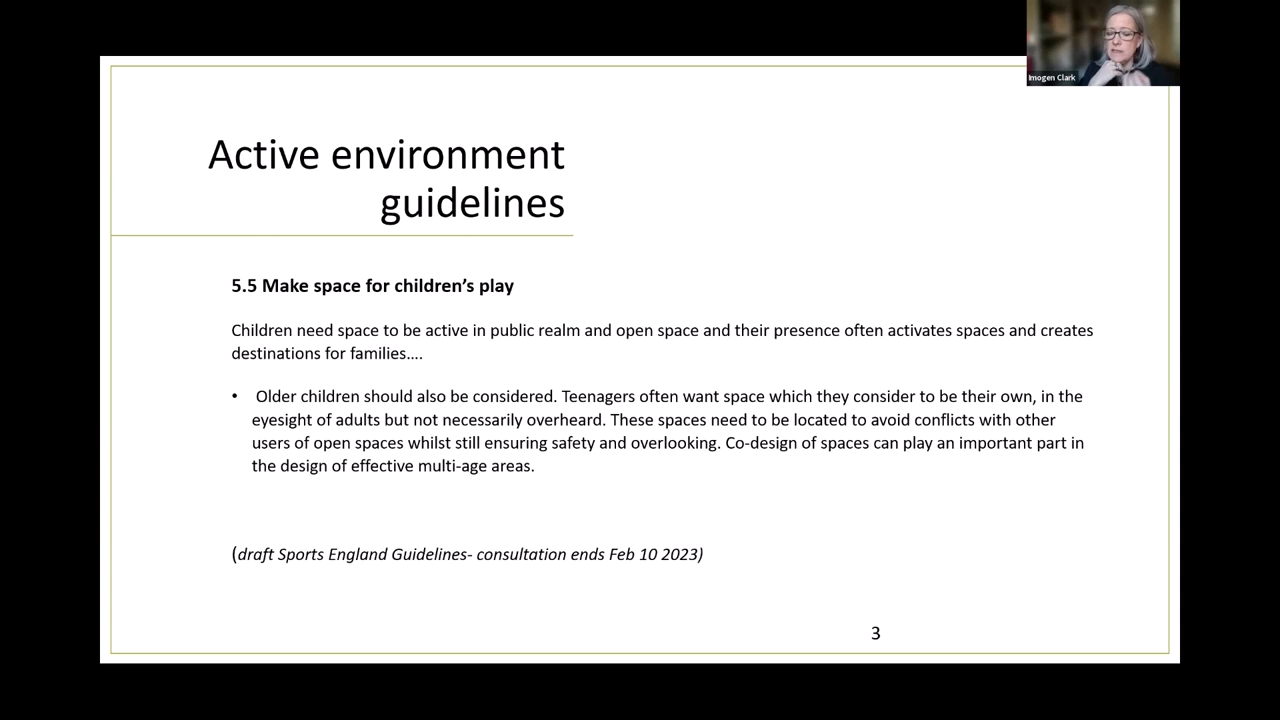 Imogen Clark
Active environment
guidelines
5.5 Make space for children’s play
Children need space to be active in public realm and open space and their presence often activates spaces and creates
destinations for families….
• Older children should also be considered. Teenagers often want space which they consider to be their own, in the
eyesight of adults but not necessarily overheard. These spaces need to be located to avoid conflicts with other
users of open spaces whilst still ensuring safety and overlooking. Co-design of spaces can play an important part in
the design of effective multi-age areas.
(draft Sports England Guidelines- consultation ends Feb 10 2023)
3